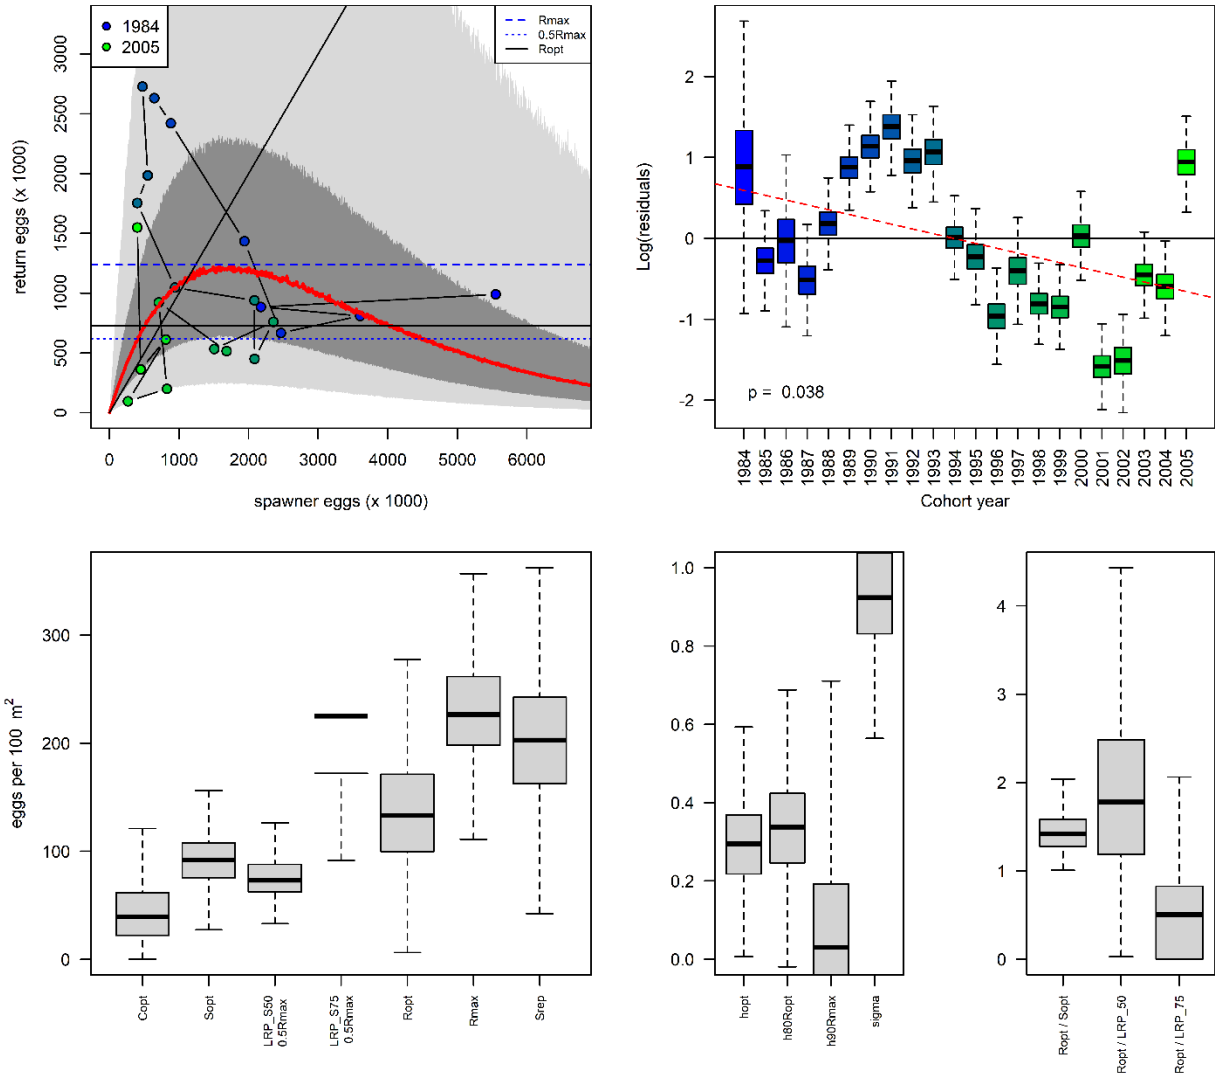 1984
2005
Rmax
0.5Rmax
Ropt
return eggs (x 1000)
3000
2500
2000
1500
1000
500
0
0 1000 2000 3000 4000 5000 6000
spawner eggs (x 1000)
Log(residuals)
2
1
0
-1
-2
p = 0.038
1984 1985 1986 1987 1988 1989 1990 1991 1992 1993 1994 1995 1996 1997 1998 1999 2000 2001 2002 2003 2004 2005
Cohort year
eggs per 100 m²
300
200
100
0
Copt
Sopt
LRP_S50
0.5Rmax
LRP_S75
0.5Rmax
Ropt
Rmax
Srep
1.0
0.8
0.6
0.4
0.2
0.0
hopt
h80Ropt
h90Rmax
sigma
4
3
2
1
0
Ropt / Sopt
Ropt / LRP_50
Ropt / LRP_75